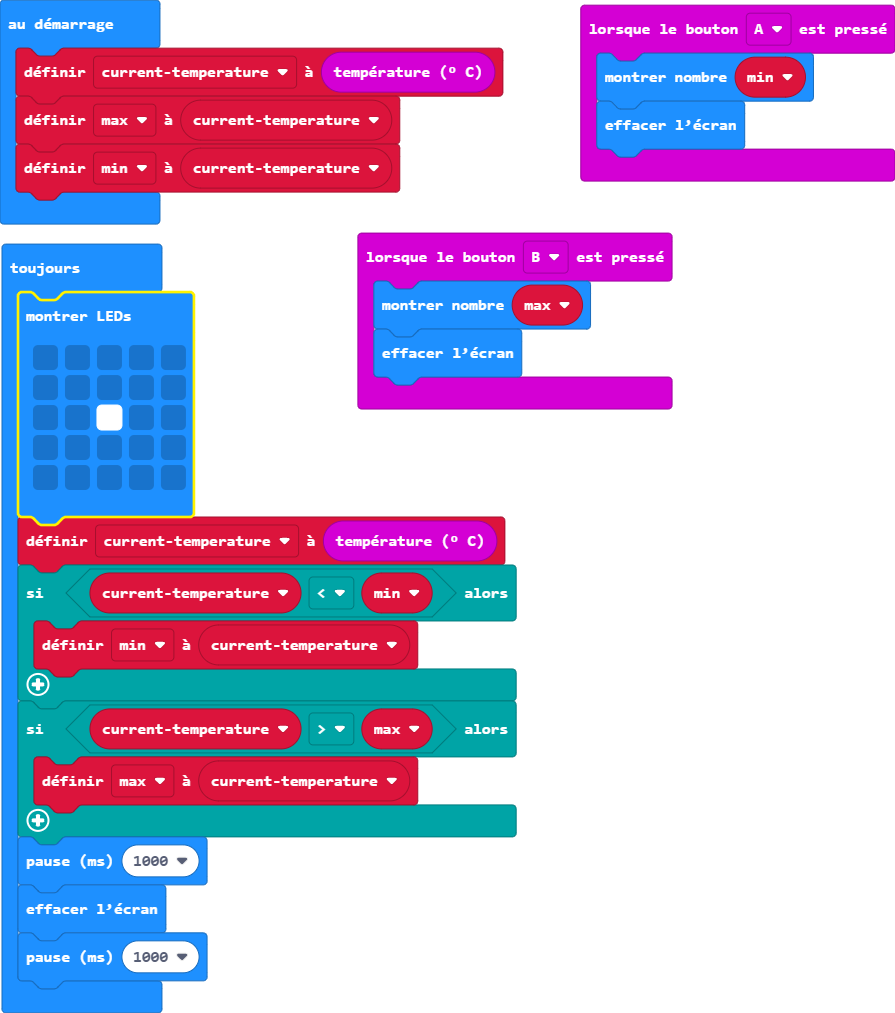 au démarrage
définir current-temperature à température (° C)
définir max à current-temperature
définir min à current-temperature
lorsque le bouton A est pressé
montrer nombre min
effacer l’écran
lorsque le bouton B est pressé
montrer nombre max
effacer l’écran
toujours
montrer LEDs
définir current-temperature à température (° C)
si current-temperature < min alors
définir min à current-temperature
si current-temperature > max alors
définir max à current-temperature
pause (ms) 1000
effacer l’écran
pause (ms) 1000